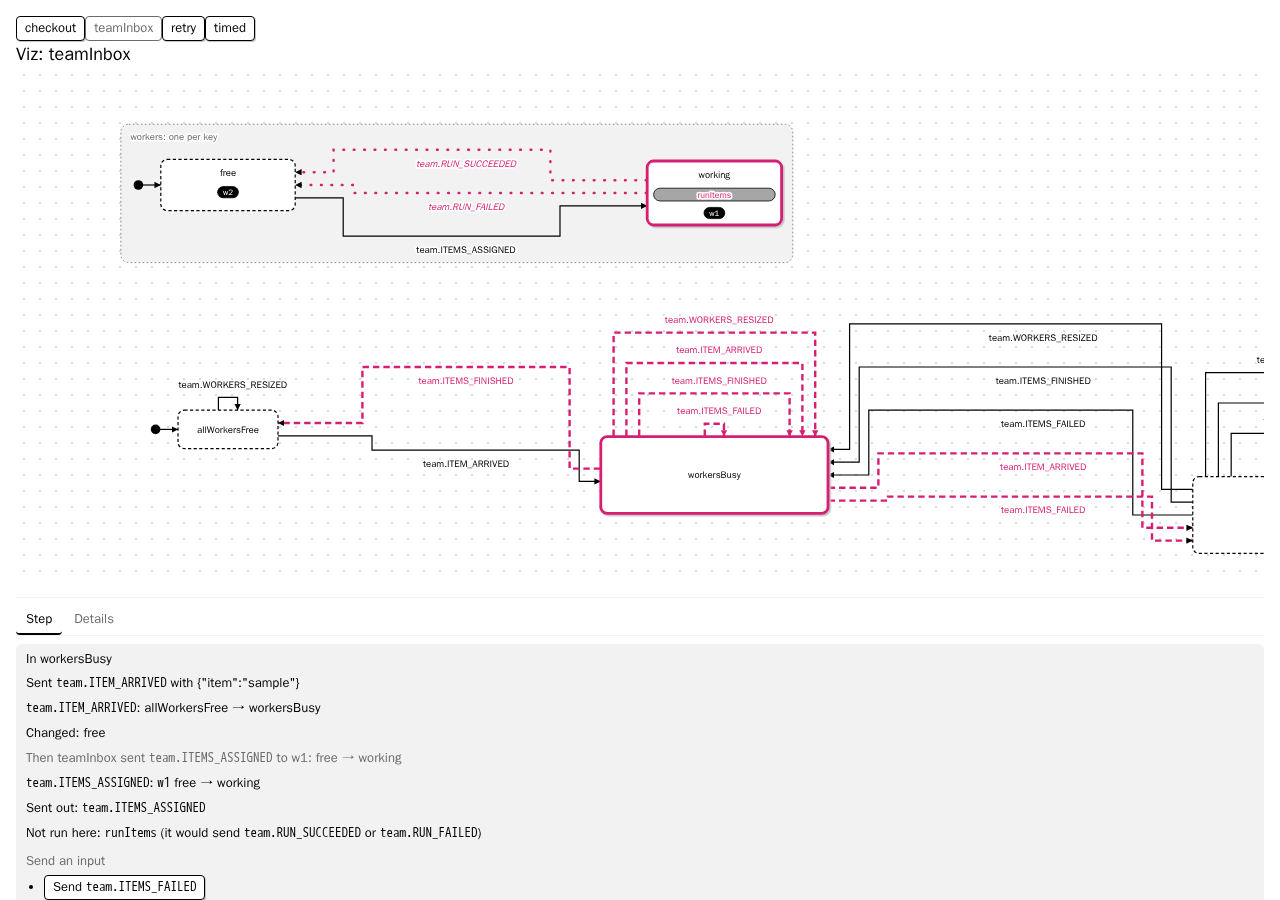 checkout teamInbox retry timed
Viz: teamInbox
workers: one per key
free
w2
team.RUN_SUCCEEDED
team.RUN_FAILED
team.ITEMS_ASSIGNED
working
runItems
w1
team.WORKERS_RESIZED
allWorkersFree
team.ITEMS_FINISHED
team.ITEM_ARRIVED
team.WORKERS_RESIZED
team.ITEM_ARRIVED
team.ITEMS_FINISHED
team.ITEMS_FAILED
workersBusy
team.WORKERS_RESIZED
team.ITEMS_FINISHED
team.ITEMS_FAILED
team.ITEM_ARRIVED
team.ITEMS_FAILED
Step Details
In workersBusy
Sent team.ITEM_ARRIVED with {"item":"sample"}
team.ITEM_ARRIVED: allWorkersFree → workersBusy
Changed: free
Then teamInbox sent team.ITEMS_ASSIGNED to w1: free → working
team.ITEMS_ASSIGNED: w1 free → working
Sent out: team.ITEMS_ASSIGNED
Not run here: runItems (it would send team.RUN_SUCCEEDED or team.RUN_FAILED)
Send an input
• Send team.ITEMS_FAILED